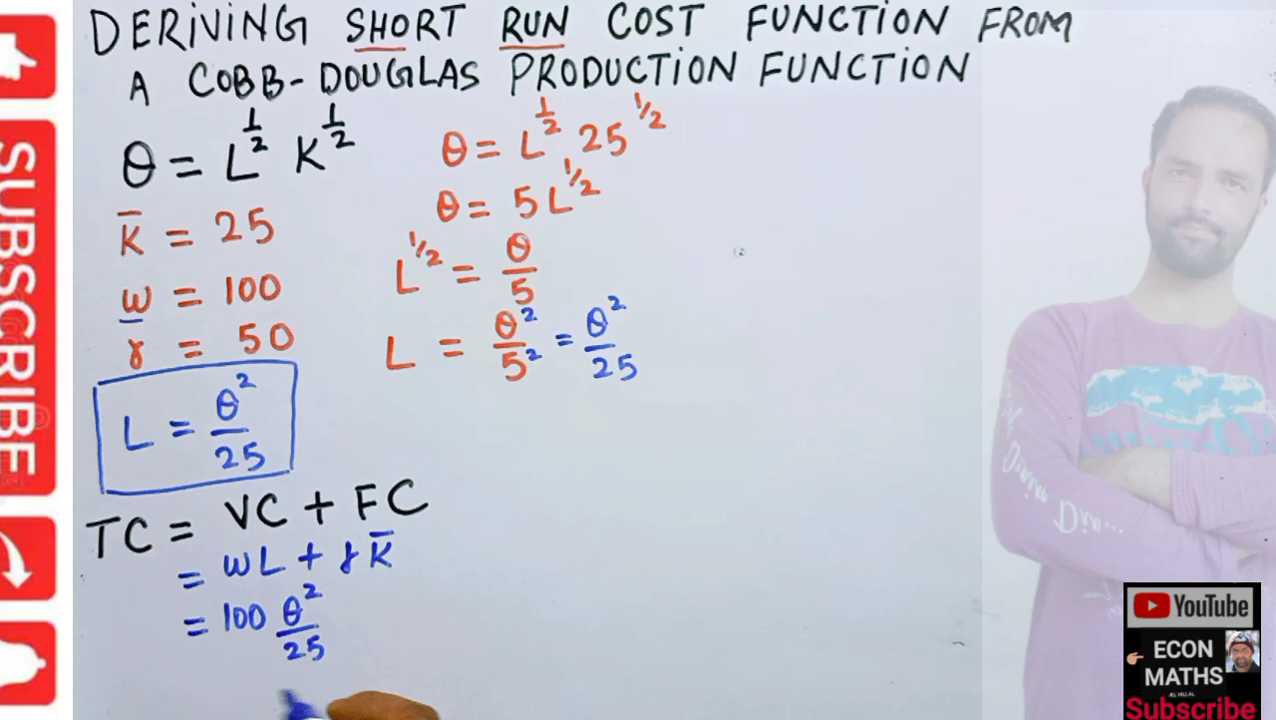 DERIVING SHORT RUN COST FUNCTION FROM
A COBB-DOUGLAS PRODUCTION FUNCTION
θ = L^1/2 K^1/2
K̄ = 25
w = 100
r = 50
L = θ²/25
θ = L^1/2 25^1/2
θ = 5L^1/2
L^1/2 = θ/5
L = θ²/5² = θ²/25
TC = VC + FC
= wL + rK̄
= 100 θ²/25
SUBSCRIBE
YouTube
ECON
MATHS
Subscribe